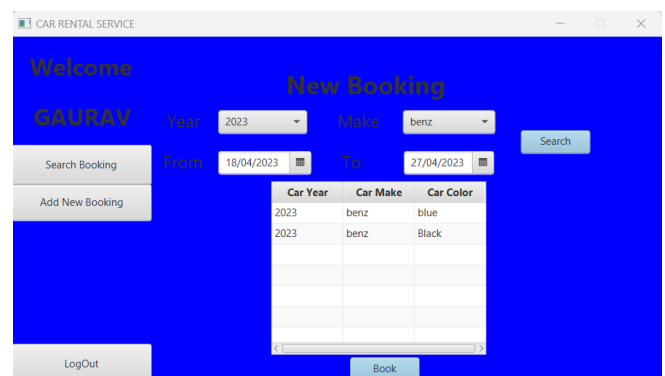 CAR RENTAL SERVICE
Welcome
GAURAV
New Booking
Year 2023 Make benz
Search
From 18/04/2023 To 27/04/2023
Search Booking
Add New Booking
Car Year Car Make Car Color
2023 benz blue
2023 benz Black
LogOut
Book